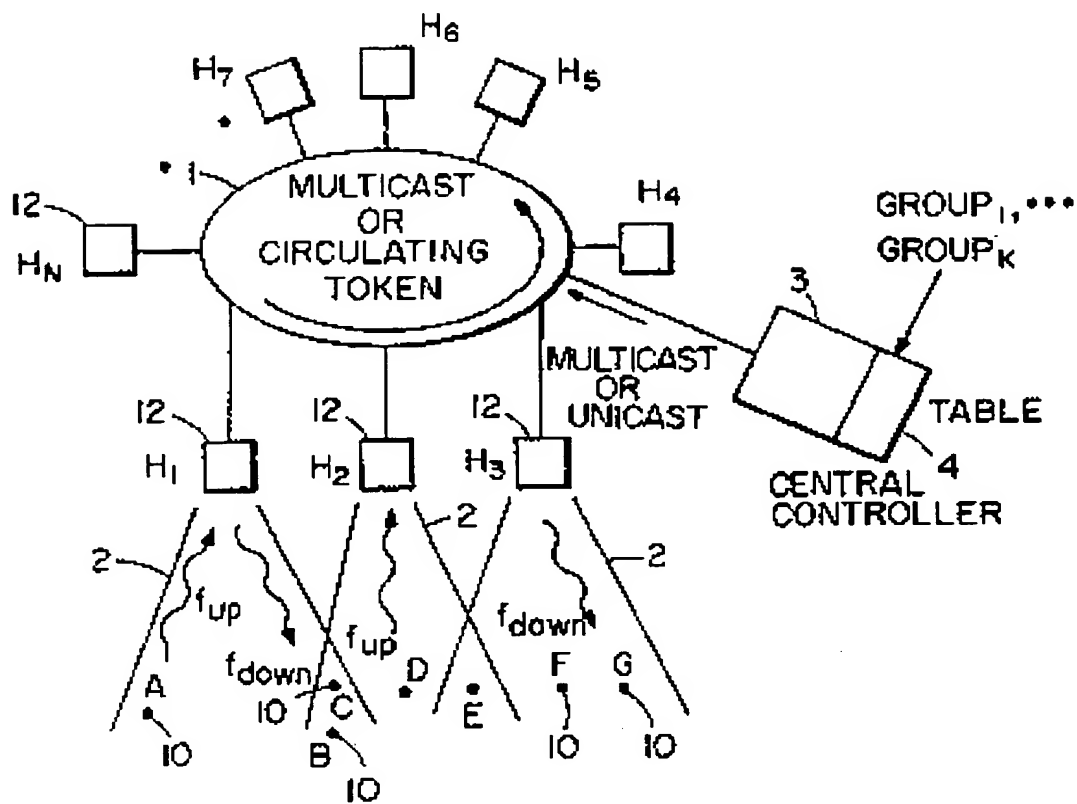 H6
H7
H5
1
MULTICAST
OR
CIRCULATING
TOKEN
12
HN
H4
GROUP1,•••
GROUPK
3
MULTICAST
OR
UNICAST
TABLE
4
CENTRAL
CONTROLLER
12
H1
12
H2
12
H3
2
2
2
fup
fdown
fup
fdown
A
10
10
C
B
10
D
E
F
10
G
10